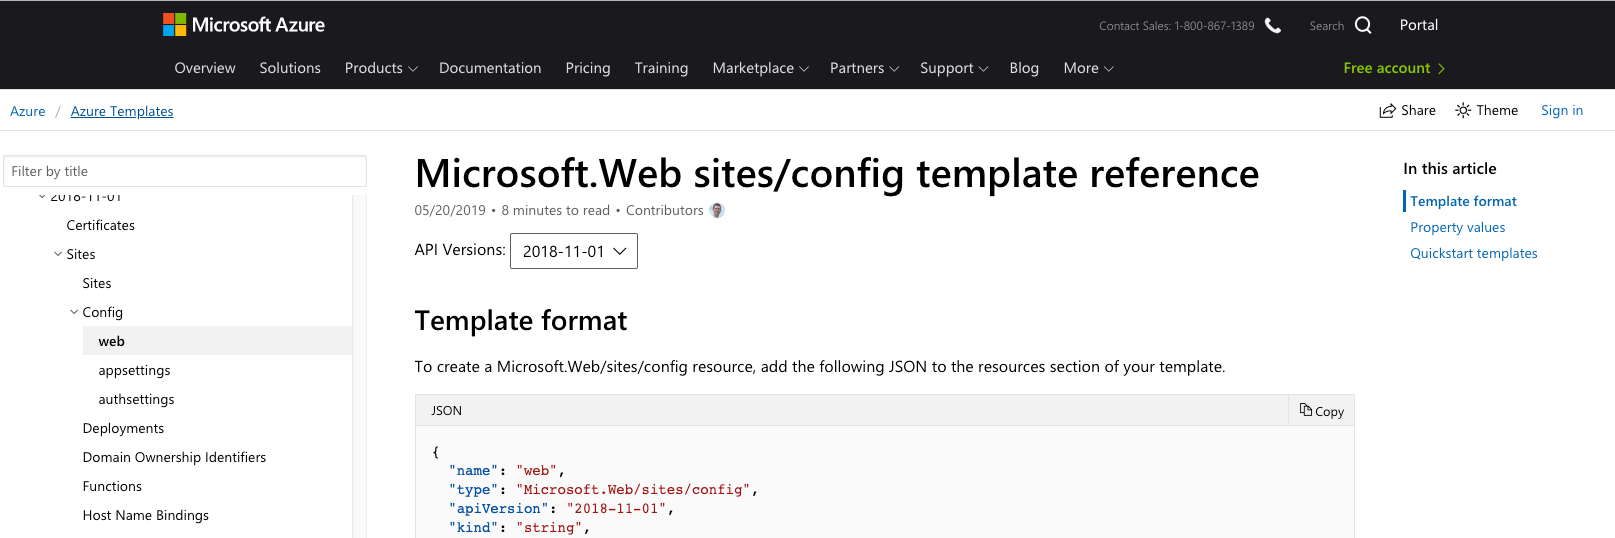 Microsoft Azure
Contact Sales: 1-800-867-1389
Search
Portal
Overview Solutions Products Documentation Pricing Training Marketplace Partners Support Blog More
Free account
Azure / Azure Templates
Share Theme Sign in
Filter by title
2018-11-01
Certificates
Sites
Sites
Config
web
appsettings
authsettings
Deployments
Domain Ownership Identifiers
Functions
Host Name Bindings
Microsoft.Web sites/config template reference
05/20/2019 • 8 minutes to read • Contributors
API Versions: 2018-11-01
Template format
To create a Microsoft.Web/sites/config resource, add the following JSON to the resources section of your template.
JSON Copy
{
"name": "web",
"type": "Microsoft.Web/sites/config",
"apiVersion": "2018-11-01",
"kind": "string",
In this article
Template format
Property values
Quickstart templates